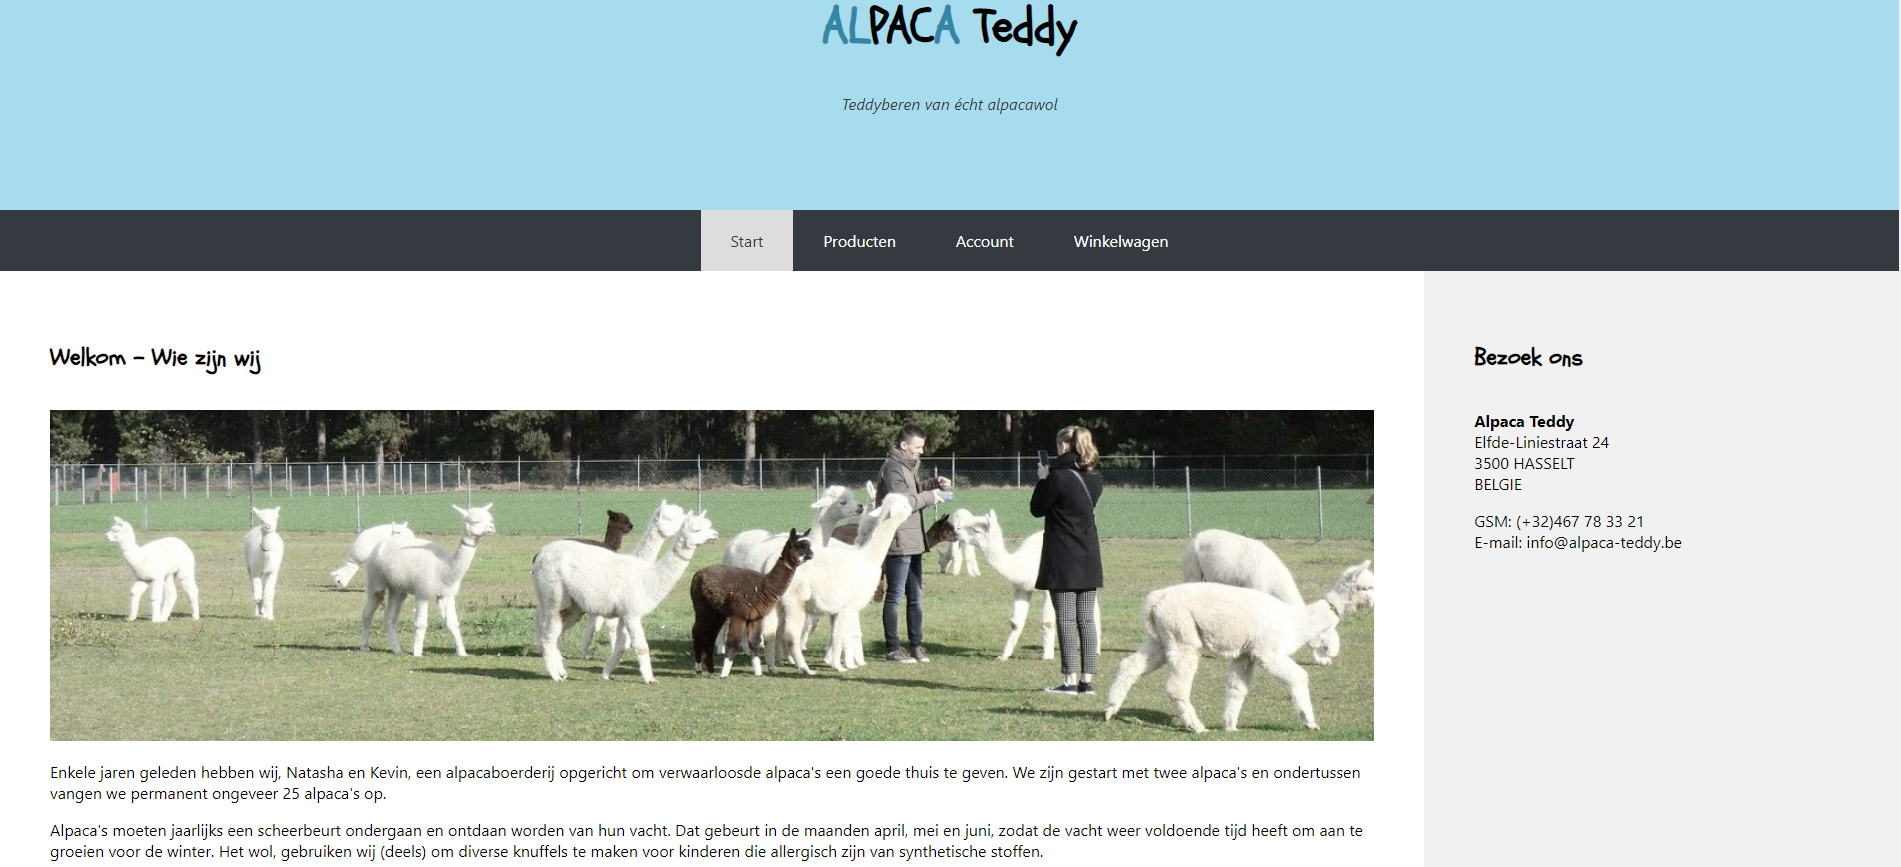 ALPACA Teddy
Teddyberen van écht alpacawol
Start Producten Account Winkelwagen
Welkom - Wie zijn wij
Enkele jaren geleden hebben wij, Natasha en Kevin, een alpacaboerderij opgericht om verwaarloosde alpaca's een goede thuis te geven. We zijn gestart met twee alpaca's en ondertussen
vangen we permanent ongeveer 25 alpaca's op.
Alpaca's moeten jaarlijks een scheerbeurt ondergaan en ontdaan worden van hun vacht. Dat gebeurt in de maanden april, mei en juni, zodat de vacht weer voldoende tijd heeft om aan te
groeien voor de winter. Het wol, gebruiken wij (deels) om diverse knuffels te maken voor kinderen die allergisch zijn van synthetische stoffen.
Bezoek ons
Alpaca Teddy
Elfde-Liniestraat 24
3500 HASSELT
BELGIE
GSM: (+32)467 78 33 21
E-mail: info@alpaca-teddy.be